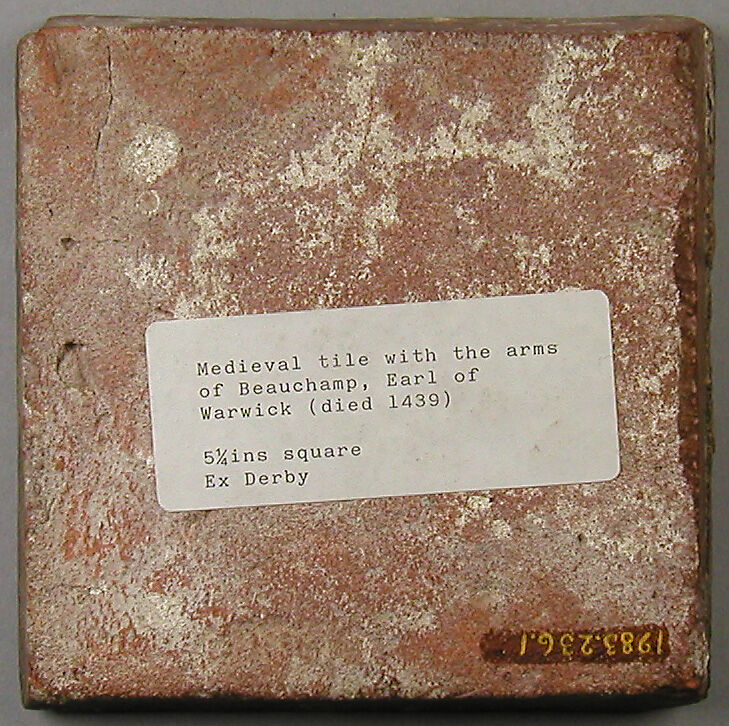 Medieval tile with the arms
of Beauchamp, Earl of
Warwick (died 1439)
5¼ins square
Ex Derby
1983.236.1